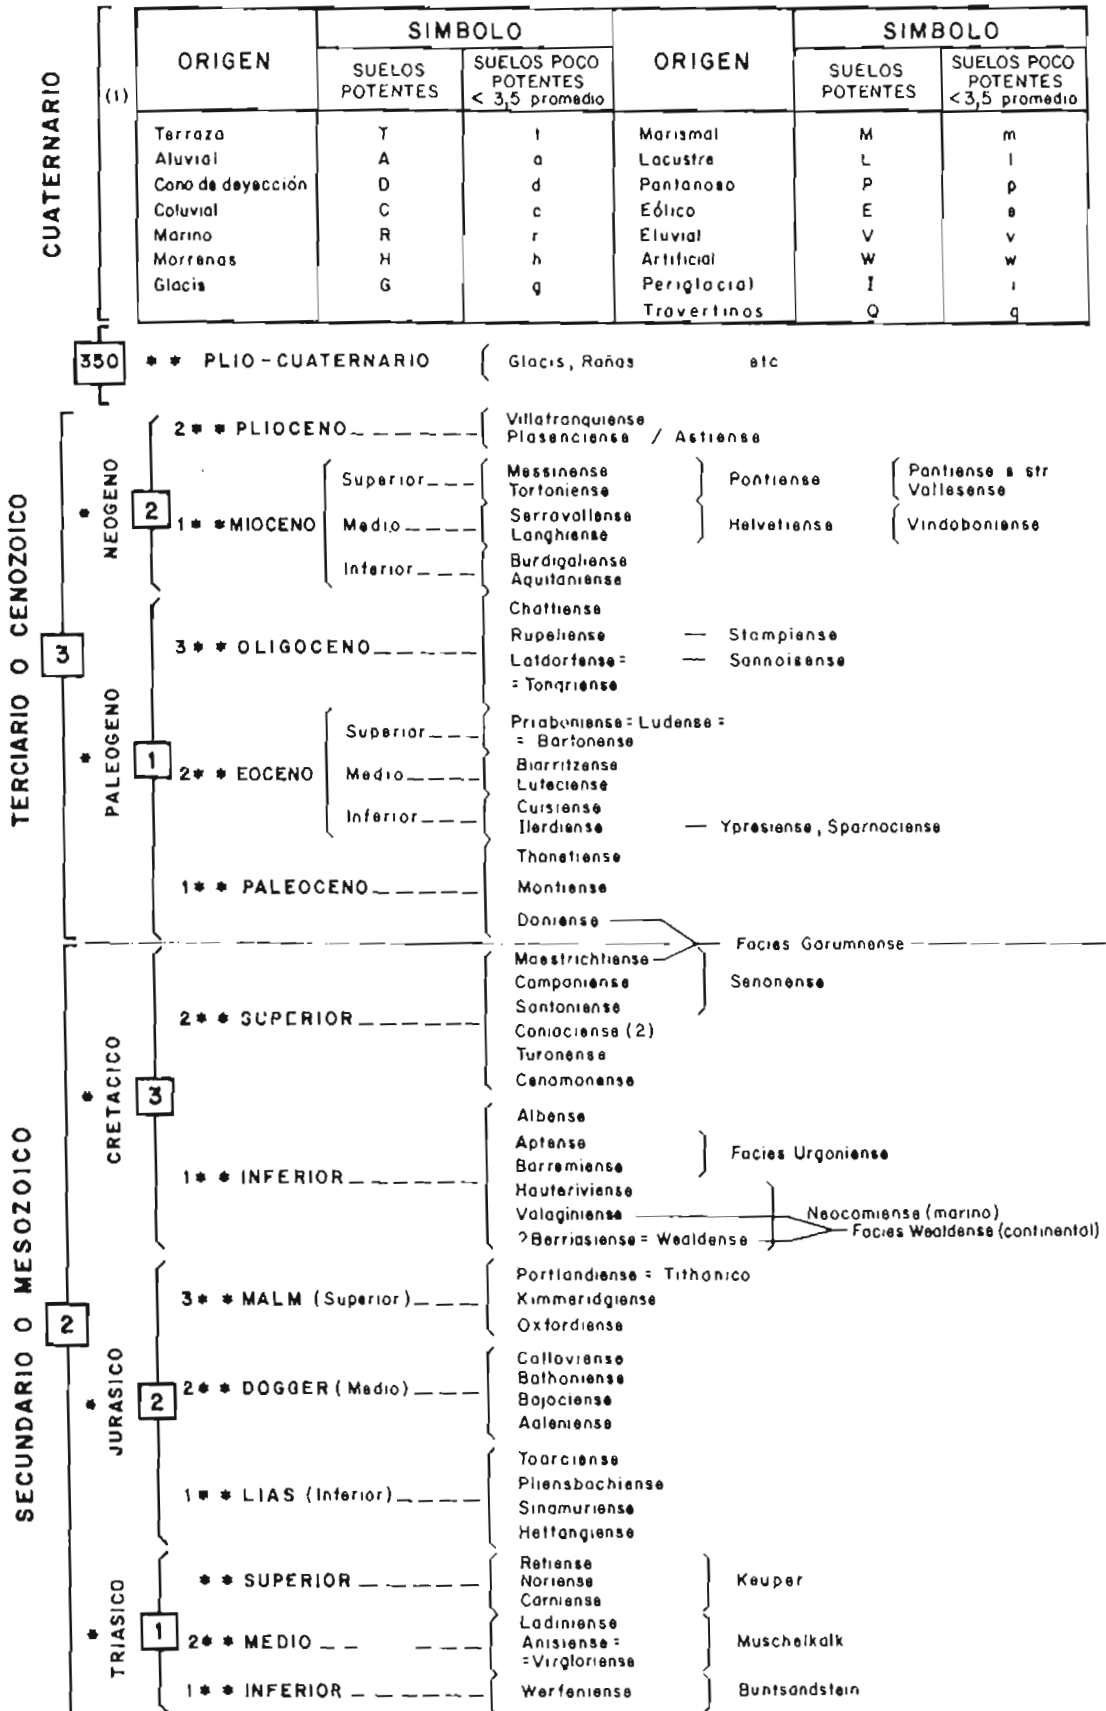 CUATERNARIO
(1)
ORIGEN SIMBOLO ORIGEN SIMBOLO
SUELOS POTENTES SUELOS POCO POTENTES < 3,5 promedio SUELOS POTENTES SUELOS POCO POTENTES < 3,5 promedio
Terraza T t Marismal M m
Aluvial A a Lacustre L l
Cono de deyección D d Pantanoso P p
Coluvial C c Eólico E e
Marino R r Eluvial V v
Morrenas H h Artificial W w
Glacis G g Periglacial I i
Travertinos Q q
350 * * PLIO-CUATERNARIO Glacis, Rañas etc
TERCIARIO O CENOZOICO
3
* NEOGENO
2
2 * * PLIOCENO
Villafranquiense
Plasenciense / Astiense
1 * * MIOCENO
Superior
Messinense
Tortoniense
Pontiense
Pontiense s str
Vallesense
Medio
Serravallense
Langhiense
Helvetiense
Vindoboniense
Inferior
Burdigaliense
Aquitaniense
* PALEOGENO
1
3 * * OLIGOCENO
Chattiense
Rupeliense — Stampiense
Latdorfense = — Sannoisense
= Tongriense
2 * * EOCENO
Superior
Priaboniense = Ludense =
= Bartonense
Medio
Biarritzense
Luteciense
Inferior
Cuisiense
Ilerdiense — Ypresiense, Sparnaciense
1 * * PALEOCENO
Thanetiense
Montiense
Daniense
Facies Garumnense
SECUNDARIO O MESOZOICO
2
* CRETACICO
3
2 * * SUPERIOR
Maestrichtiense
Campaniense
Santoniense
Senonense
Coniaciense (2)
Turonense
Cenomanense
1 * * INFERIOR
Albense
Aptense
Barremiense
Facies Urgoniense
Hauteriviense
Valaginiense
Neocomiense (marino)
?Berriasiense = Wealdense
Facies Wealdense (continental)
* JURASICO
2
3 * * MALM (Superior)
Portlandiense = Tithonico
Kimmeridgiense
Oxfordiense
2 * * DOGGER (Medio)
Calloviense
Bathoniense
Bajociense
Aaleniense
1 * * LIAS (Inferior)
Toarciense
Pliensbachiense
Sinamuriense
Hettangiense
* TRIASICO
1
* * SUPERIOR
Retiense
Noriense
Carniense
Keuper
2 * * MEDIO
Ladiniense
Anisiense =
=Virgloriense
Muschelkalk
1 * * INFERIOR
Werfeniense
Buntsandstein